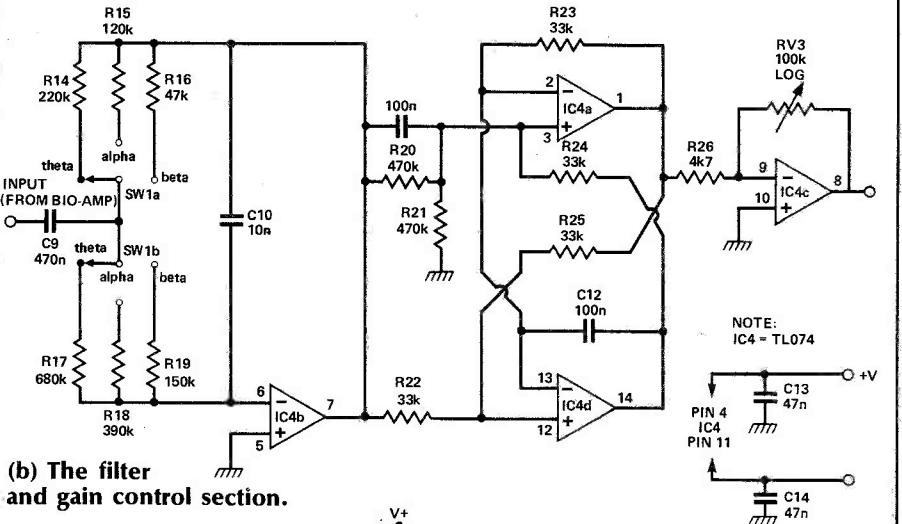 R15
120k
R14
220k
R16
47k
theta
alpha
beta
SW1a
INPUT
(FROM BIO-AMP)
C9
470n
theta
SW1b
alpha
beta
C10
10n
R17
680k
R19
150k
R18
390k
6
−
IC4b
7
+
5
100n
R20
470k
R21
470k
R22
33k
R23
33k
2
−
IC4a
1
3
+
R24
33k
R25
33k
C12
100n
13
−
IC4d
14
+
12
R26
4k7
RV3
100k
LOG
9
−
8
10
+
IC4c
NOTE:
IC4 = TL074
PIN 4
IC4
PIN 11
+V
C13
47n
C14
47n
(b) The filter
and gain control section.
V+